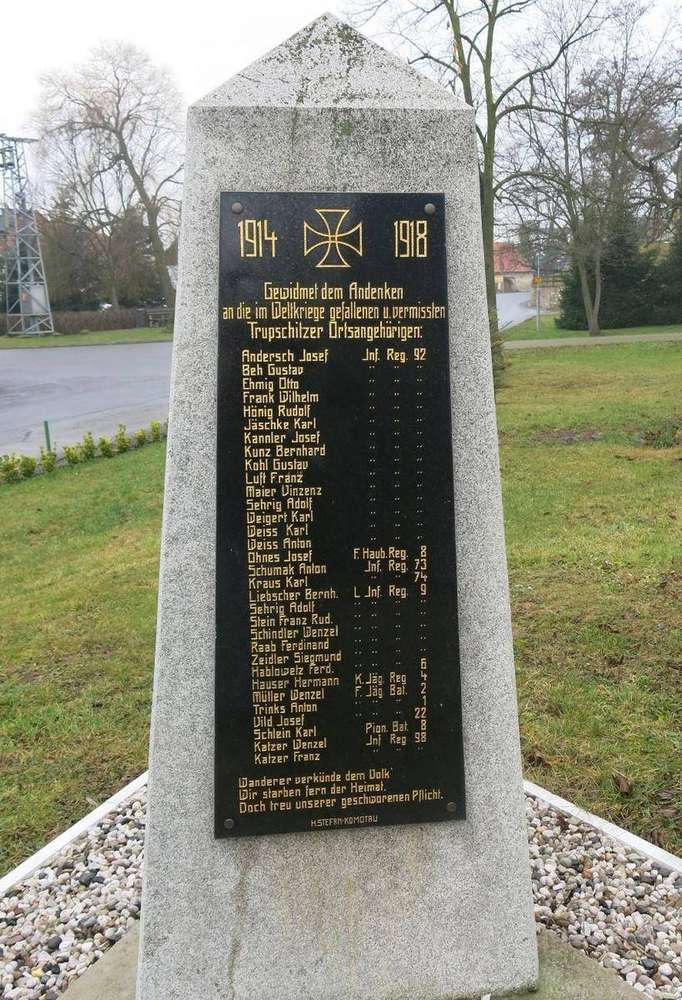 1914 1918
Gewidmet dem Andenken
an die im Weltkriege gefallenen u. vermissten
Trupschitzer Ortsangehörigen:
Andersch Josef Inf. Reg. 92
Beh Gustav " " "
Ehmig Otto " " "
Frank Wilhelm " " "
Hönig Rudolf " " "
Jäschke Karl " " "
Kannler Josef " " "
Kunz Bernhard " " "
Kohl Gustav " " "
Luft Franz " " "
Maier Vinzenz " " "
Sehrig Adolf " " "
Weigert Karl " " "
Weiss Karl " " "
Weiss Anton " " "
Ohnes Josef F. Haub. Reg. 8
Schumak Anton Inf. Reg. 73
Kraus Karl " " 74
Liebscher Bernh. L. Inf. Reg. 9
Sehrig Adolf " " " "
Stein Franz Rud. " " " "
Schindler Wenzel " " " "
Raab Ferdinand " " " "
Zeidler Siegmund " " " "
Hablowetz Ferd. " " " 6
Hauser Hermann K. Jäg. Reg 4
Müller Wenzel F. Jäg Bat. 2
Trinks Anton " " " 1
Vild Josef " " " 22
Schlein Karl Pion. Bat. 8
Katzer Wenzel Inf Reg 98
Katzer Franz " " "
Wanderer verkünde dem Volk'
Wir starben fern der Heimat.
Doch treu unserer geschworenen Pflicht.
H.STEFAN-KOMOTAU